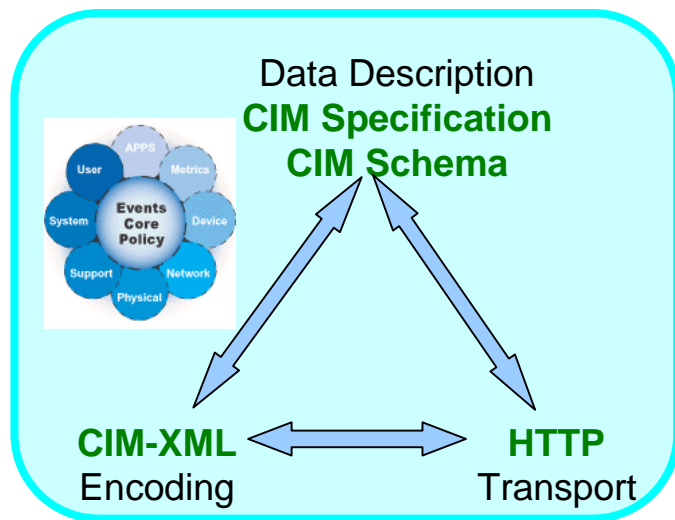 Data Description
CIM Specification
CIM Schema
APPS
User
Metrics
Events
Core
Policy
System
Device
Support
Network
Physical
CIM-XML
Encoding
HTTP
Transport